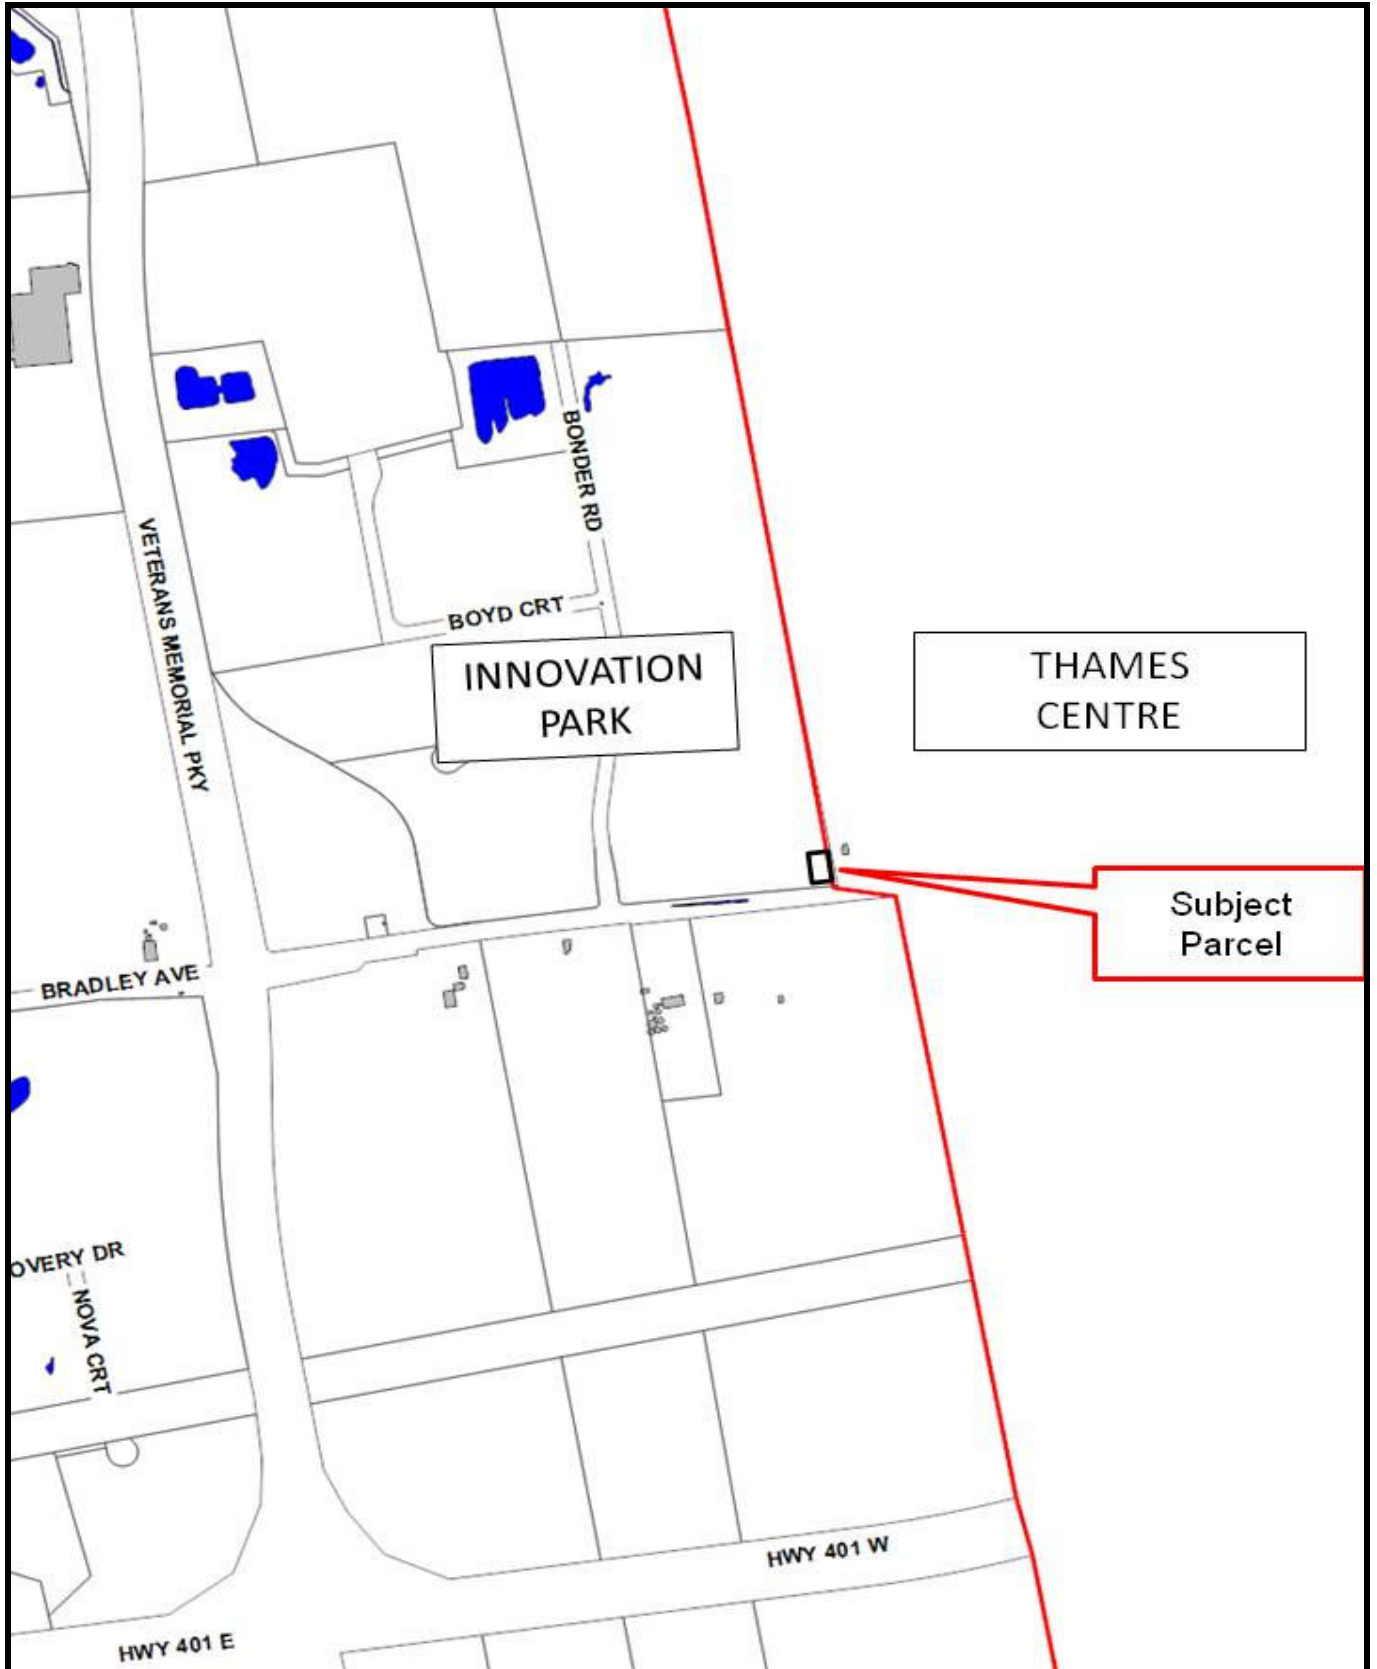 BONDER RD
VETERANS MEMORIAL PKY
BOYD CRT
INNOVATION
PARK
THAMES
CENTRE
Subject
Parcel
BRADLEY AVE
OVERY DR
NOVA CRT
HWY 401 W
HWY 401 E